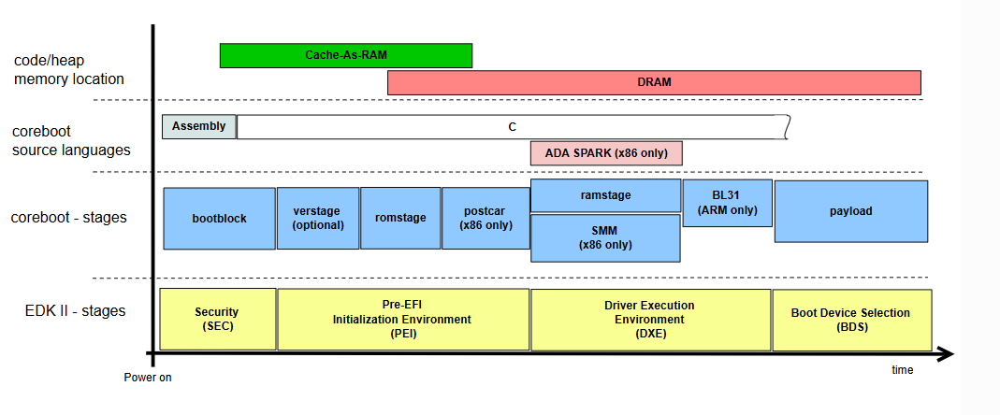 code/heap
memory location
Cache-As-RAM
DRAM
coreboot
source languages
Assembly
C
ADA SPARK (x86 only)
coreboot - stages
bootblock
verstage
(optional)
romstage
postcar
(x86 only)
ramstage
SMM
(x86 only)
BL31
(ARM only)
payload
EDK II - stages
Security
(SEC)
Pre-EFI
Initialization Environment
(PEI)
Driver Execution
Environment
(DXE)
Boot Device Selection
(BDS)
Power on
time